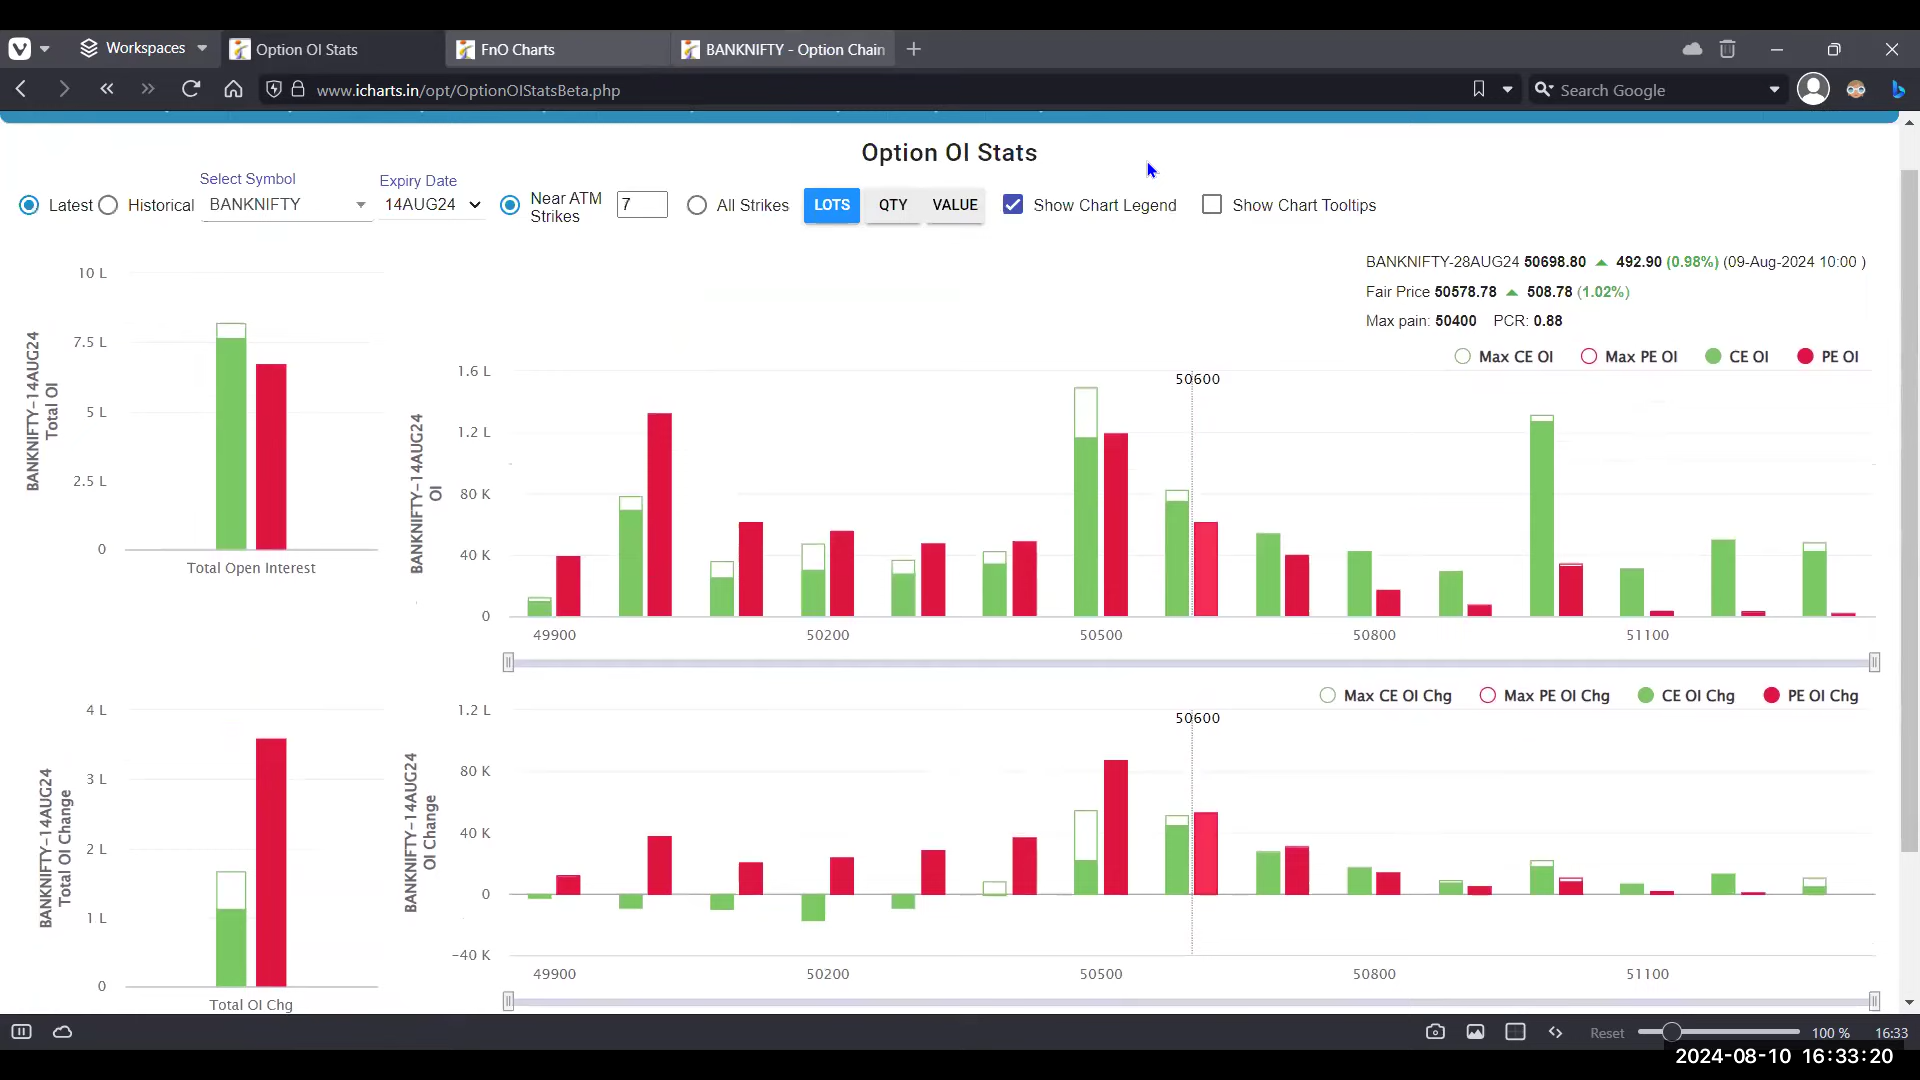 Workspaces
Option OI Stats
FnO Charts
BANKNIFTY - Option Chain
www.icharts.in/opt/OptionOIStatsBeta.php
Search Google
Option OI Stats
Latest
Historical
Select Symbol
BANKNIFTY
Expiry Date
14AUG24
Near ATM
Strikes
7
All Strikes
LOTS
QTY
VALUE
Show Chart Legend
Show Chart Tooltips
BANKNIFTY-28AUG24 50698.80 ▲ 492.90 (0.98%) (09-Aug-2024 10:00 )
Fair Price 50578.78 ▲ 508.78 (1.02%)
Max pain: 50400 PCR: 0.88
BANKNIFTY-14AUG24
Total OI
10 L
7.5 L
5 L
2.5 L
0
Total Open Interest
Max CE OI
Max PE OI
CE OI
PE OI
BANKNIFTY-14AUG24
OI
1.6 L
1.2 L
80 K
40 K
0
50600
49900
50200
50500
50800
51100
BANKNIFTY-14AUG24
Total OI Change
4 L
3 L
2 L
1 L
0
Total OI Chg
Max CE OI Chg
Max PE OI Chg
CE OI Chg
PE OI Chg
BANKNIFTY-14AUG24
OI Change
1.2 L
80 K
40 K
0
-40 K
50600
49900
50200
50500
50800
51100
Reset
100 %
16:33
2024-08-10 16:33:20